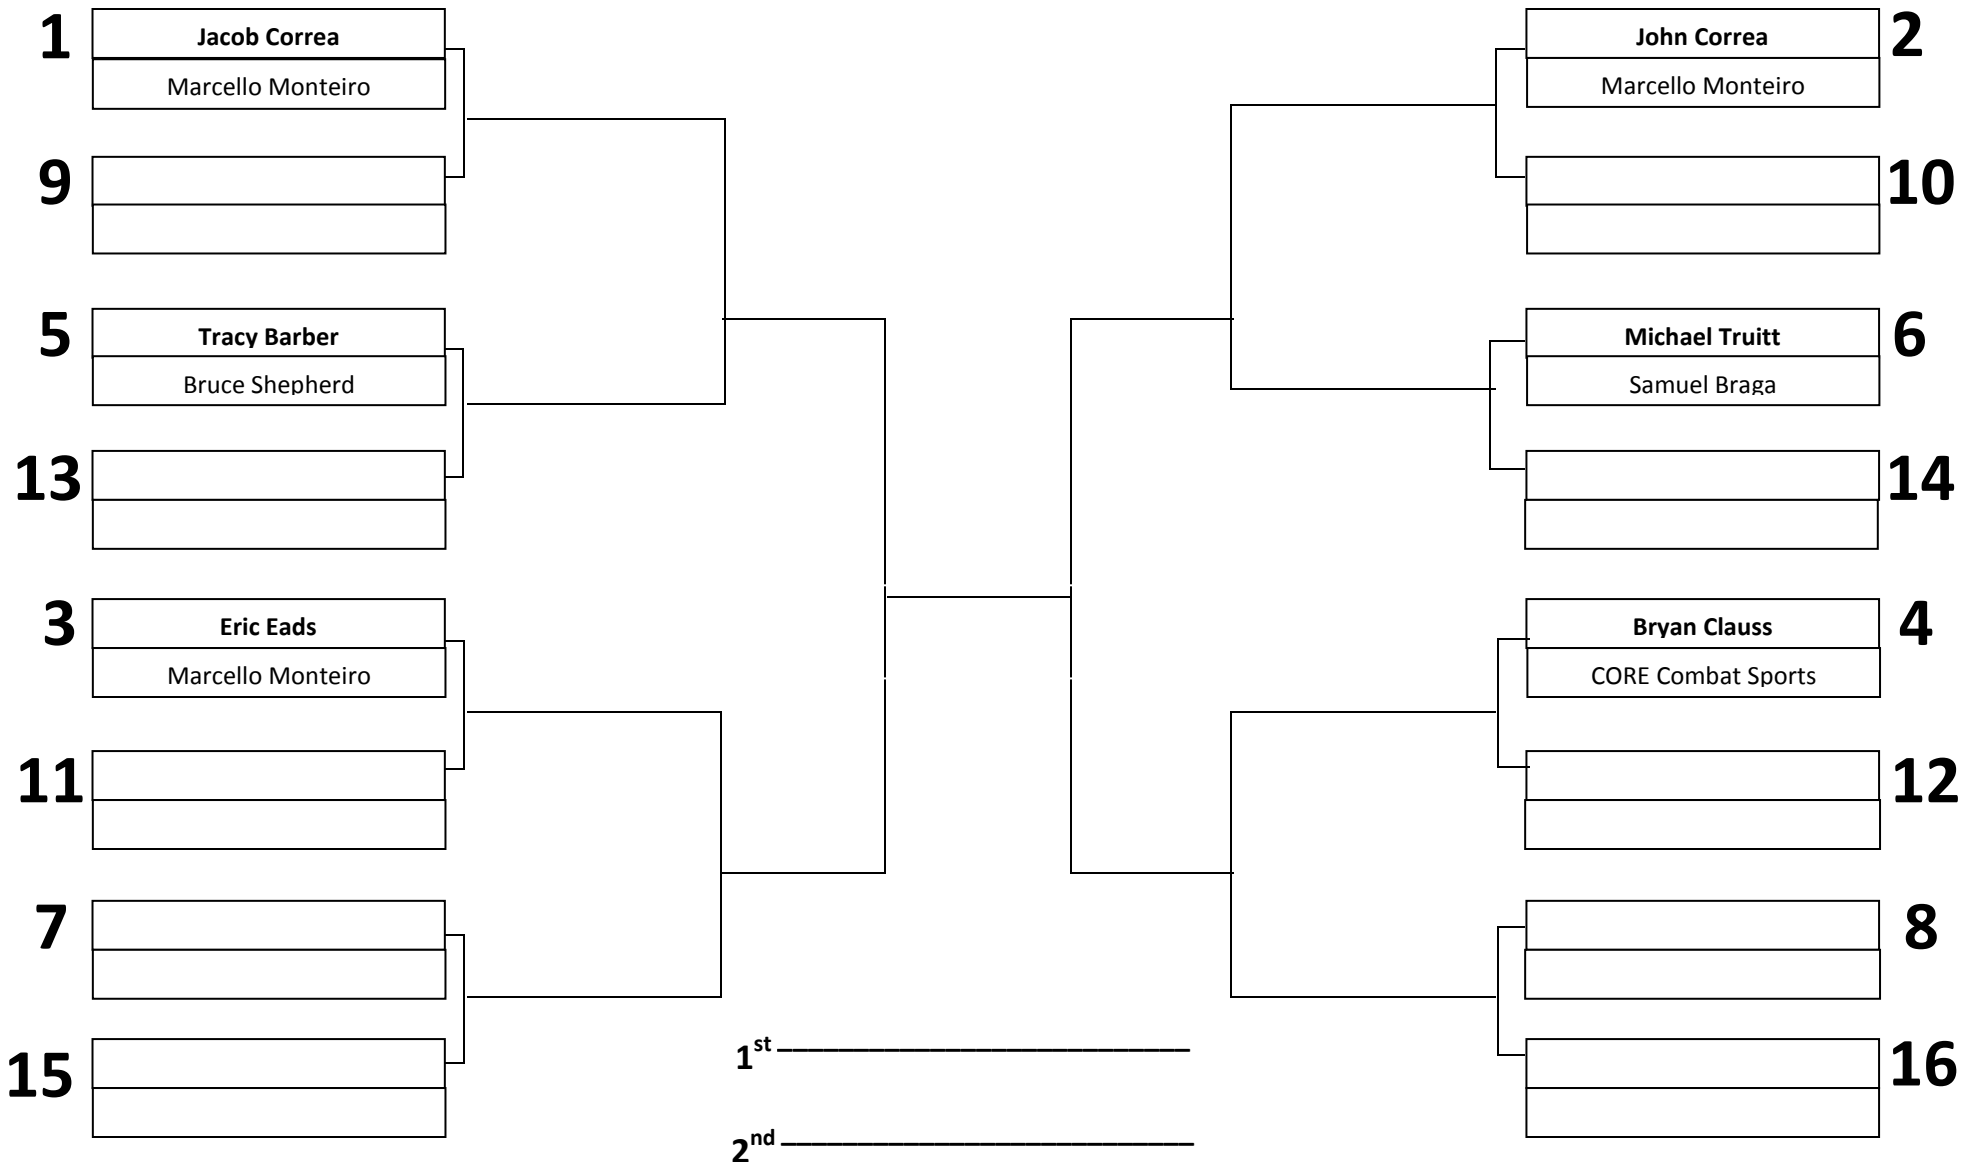 1
Jacob Correa
Marcello Monteiro
9
5
Tracy Barber
Bruce Shepherd
13
3
Eric Eads
Marcello Monteiro
11
7
15
John Correa
2
Marcello Monteiro
10
Michael Truitt
6
Samuel Braga
14
Bryan Clauss
4
CORE Combat Sports
12
8
16
1st ______________________________
2nd ______________________________